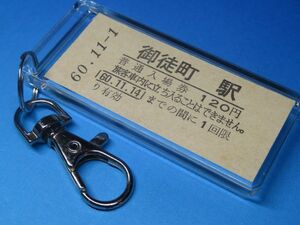 60.11-1
御徒町 駅
普通入場券 120円
旅客車内に立ち入ることはできません。
60.11.14 までの間に1回限
り有効